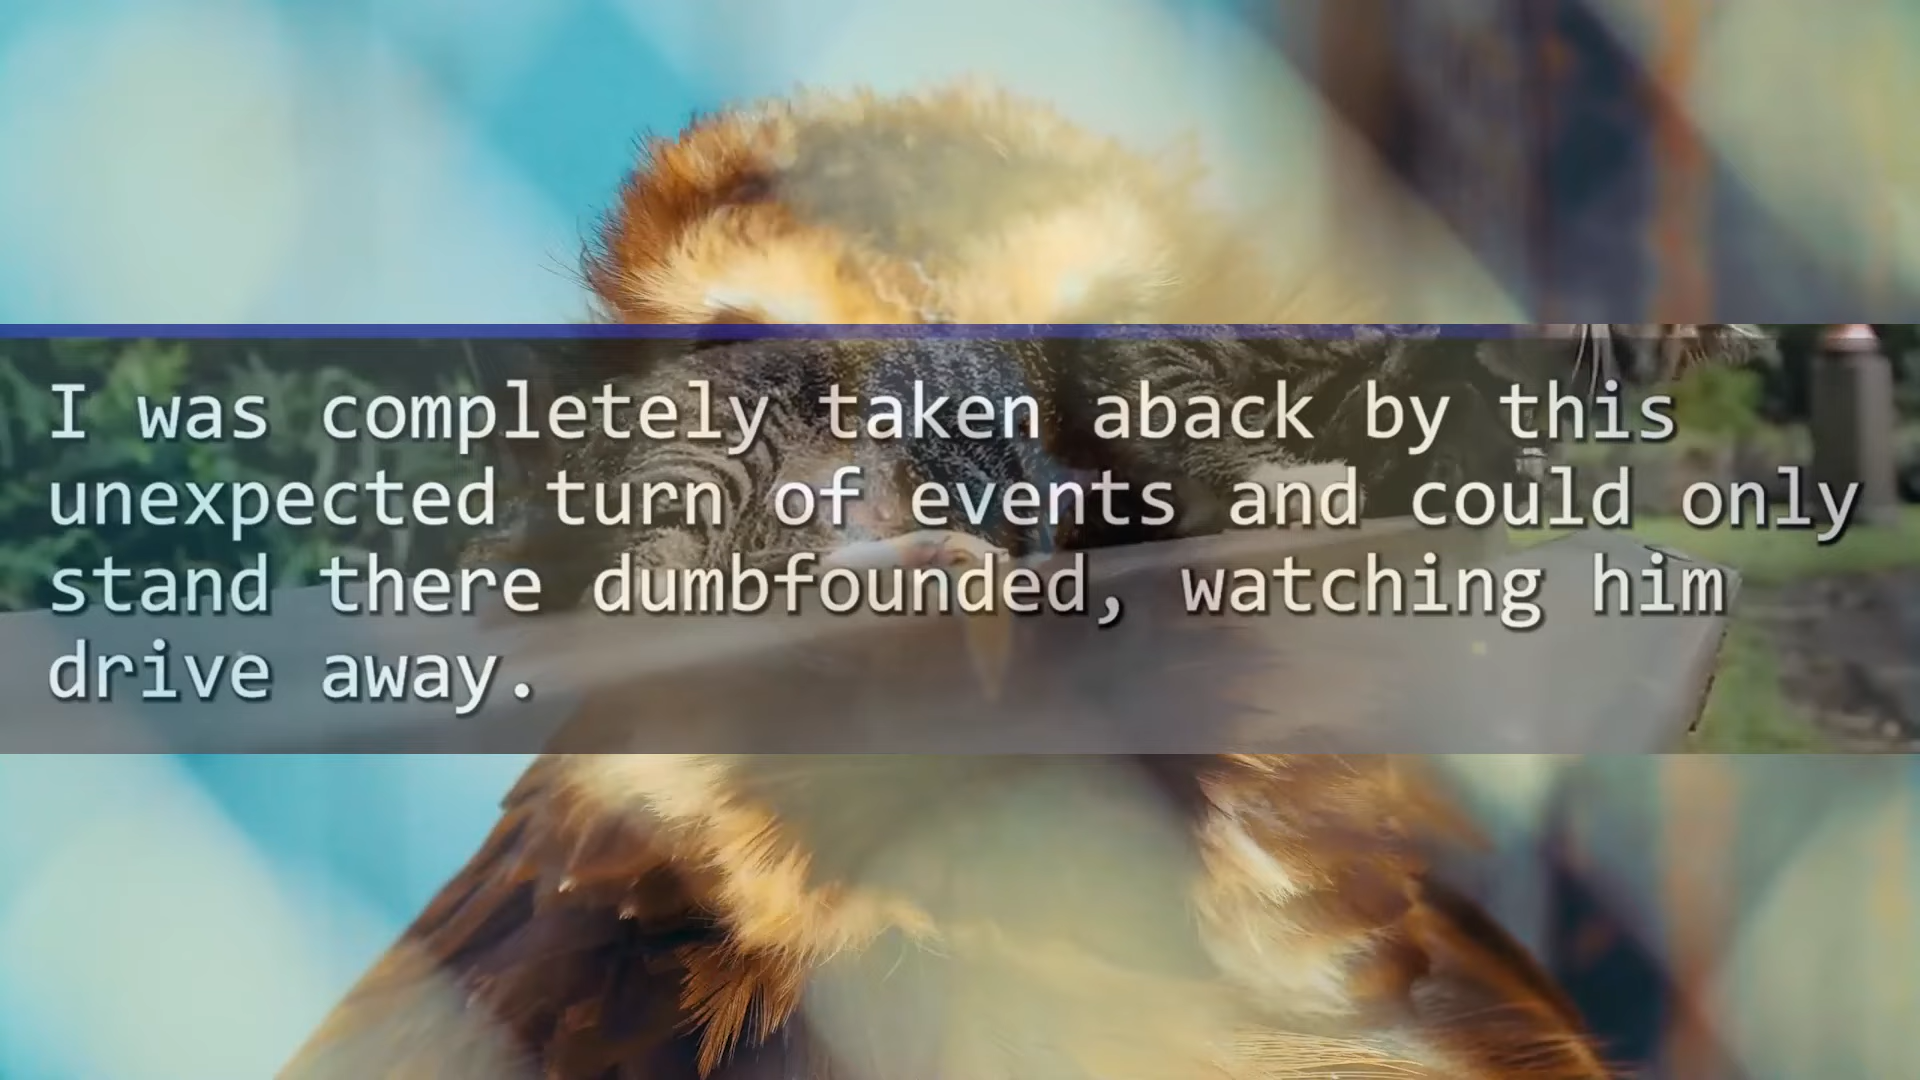 I was completely taken aback by this
unexpected turn of events and could only
stand there dumbfounded, watching him
drive away.